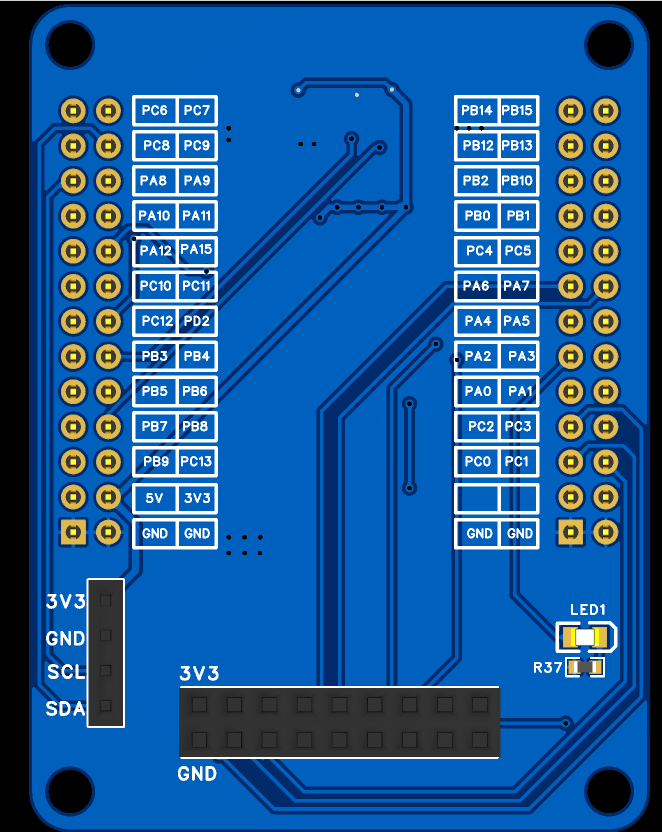 PC6 PC7 PB14 PB15
PC8 PC9 PB12 PB13
PA8 PA9 PB2 PB10
PA10 PA11 PB0 PB1
PA12 PA15 PC4 PC5
PC10 PC11 PA6 PA7
PC12 PD2 PA4 PA5
PB3 PB4 PA2 PA3
PB5 PB6 PA0 PA1
PB7 PB8 PC2 PC3
PB9 PC13 PC0 PC1
5V 3V3
GND GND GND GND
3V3
LED1
GND
SCL
R37
3V3
SDA
GND